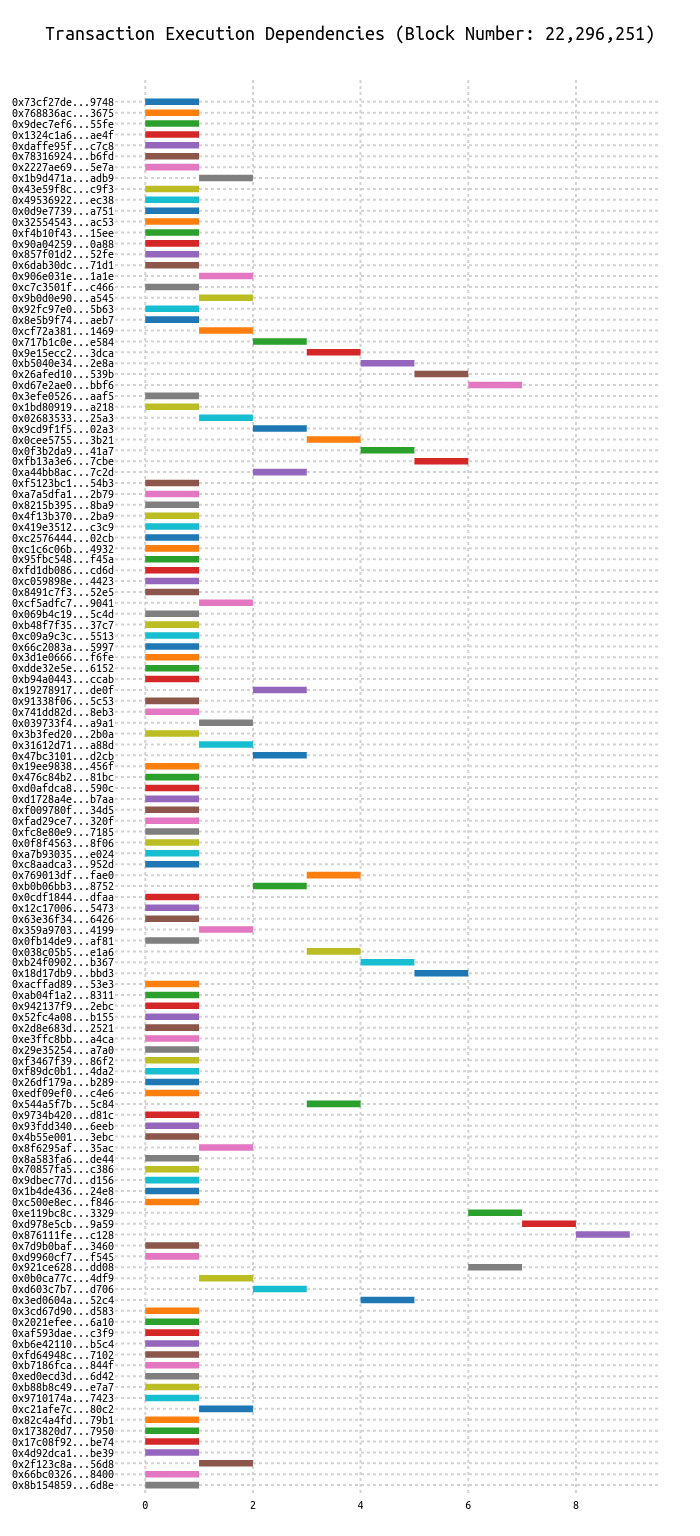 Transaction Execution Dependencies (Block Number: 22,296,251)
0x73cf27de...9748
0x768836ac...3675
0x9dec7ef6...55fe
0x1324c1a6...ae4f
0xdaffe95f...c7c8
0x78316924...b6fd
0x2227ae69...5e7a
0x1b9d471a...adb9
0x43e59f8c...c9f3
0x49536922...ec38
0x0d9e7739...a751
0x32554543...ac53
0xf4b10f43...15ee
0x90a04259...0a88
0x857f01d2...52fe
0x6dab30dc...71d1
0x906e031e...1a1e
0xc7c3501f...c466
0x9b0d0e90...a545
0x92fc97e0...5b63
0x8e5b9f74...aeb7
0xcf72a381...1469
0x717b1c0e...e584
0x9e15ecc2...3dca
0xb5040e34...2e8a
0x26afed10...539b
0xd67e2ae0...bbf6
0x3efe0526...aaf5
0x1bd80919...a218
0x02683533...25a3
0x9cd9f1f5...02a3
0x0cee5755...3b21
0x0f3b2da9...41a7
0xfb13a3e6...7cbe
0xa44bb8ac...7c2d
0xf5123bc1...54b3
0xa7a5dfa1...2b79
0x8215b395...8ba9
0x4f13b370...2ba9
0x419e3512...c3c9
0xc2576444...02cb
0xc1c6c06b...4932
0x95fbc548...f45a
0xfd1db086...cd6d
0xc059898e...4423
0x8491c7f3...52e5
0xcf5adfc7...9041
0x069b4c19...5c4d
0xb48f7f35...37c7
0xc09a9c3c...5513
0x66c2083a...5997
0x3d1e0666...f6fe
0xdde32e5e...6152
0xb94a0443...ccab
0x19278917...de0f
0x91338f06...5c53
0x741dd82d...8eb3
0x039733f4...a9a1
0x3b3fed20...2b0a
0x31612d71...a88d
0x47bc3101...d2cb
0x19ee9838...456f
0x476c84b2...81bc
0xd0afdca8...590c
0xd1728a4e...b7aa
0xf009780f...34d5
0xfad29ce7...320f
0xfc8e80e9...7185
0x0f8f4563...8f06
0xa7b93035...e024
0xc8aadca3...952d
0x769013df...fae0
0xb0b06bb3...8752
0x0cdf1844...dfaa
0x12c17006...5473
0x63e36f34...6426
0x359a9703...4199
0x0fb14de9...af81
0x038c05b5...e1a6
0xb24f0902...b367
0x18d17db9...bbd3
0xacffad89...53e3
0xab04f1a2...8311
0x942137f9...2ebc
0x52fc4a08...b155
0x2d8e683d...2521
0xe3ffc8bb...a4ca
0x29e35254...a7a0
0xf3467f39...86f2
0xf89dc0b1...4da2
0x26df179a...b289
0xedf09ef0...c4e6
0x544a5f7b...5c84
0x9734b420...d81c
0x93fdd340...6eeb
0x4b55e001...3ebc
0x8f6295af...35ac
0x8a583fa6...de44
0x70857fa5...c386
0x9dbec77d...d156
0x1b4de436...24e8
0xc500e8ec...f846
0xe119bc8c...3329
0xd978e5cb...9a59
0x876111fe...c128
0x7d9b0baf...3460
0xd9960cf7...f545
0x921ce628...dd08
0x0b0ca77c...4df9
0xd603c7b7...d706
0x3ed0604a...52c4
0x3cd67d90...d583
0x2021efee...6a10
0xaf593dae...c3f9
0xb6e42110...b5c4
0xfd64948c...7102
0xb7186fca...844f
0xed0ecd3d...6d42
0xb88b8c49...e7a7
0x9710174a...7423
0xc21afe7c...80c2
0x82c4a4fd...79b1
0x173820d7...7950
0x17c08f92...be74
0x4d92dca1...be39
0x2f123c8a...56d8
0x66bc0326...8400
0x8b154859...6d8e
0 2 4 6 8